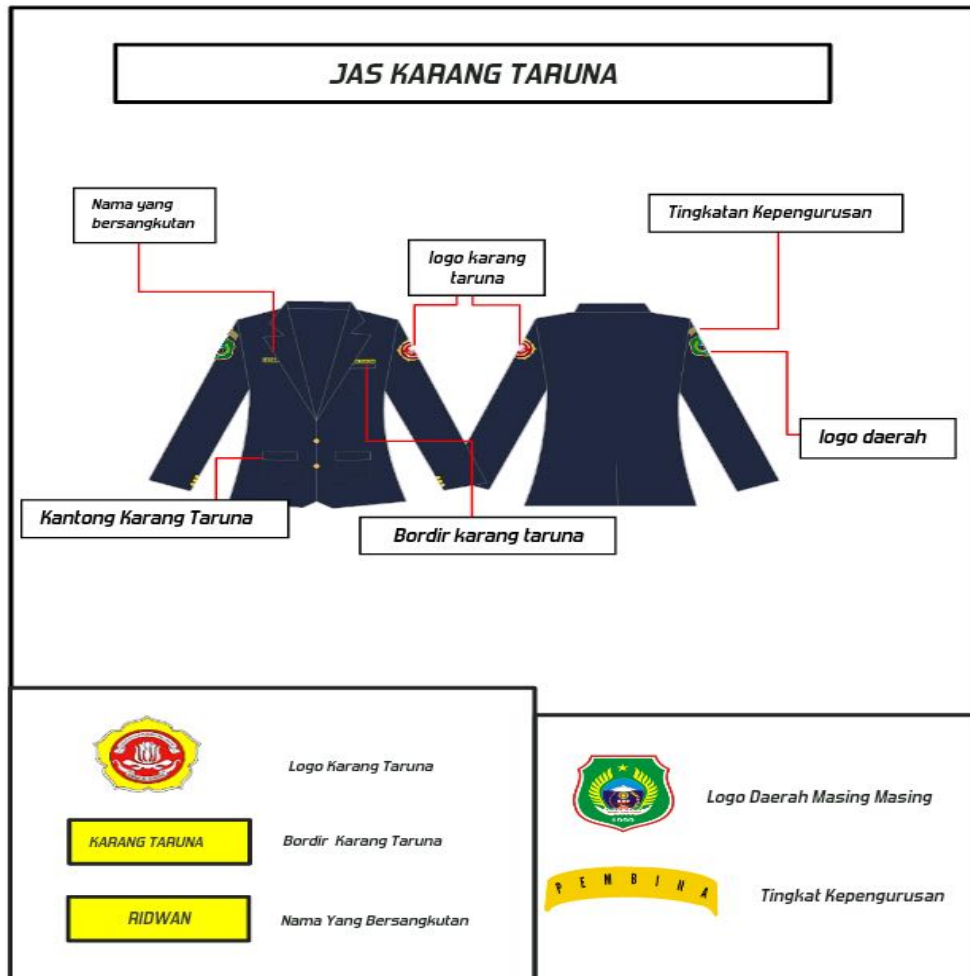 JAS KARANG TARUNA
Nama yang
bersangkutan
logo karang
taruna
Tingkatan Kepengurusan
logo daerah
Kantong Karang Taruna
Bordir karang taruna
Logo Karang Taruna
KARANG TARUNA
Bordir Karang Taruna
RIDWAN
Nama Yang Bersangkutan
Logo Daerah Masing Masing
PEMBINA
Tingkat Kepengurusan